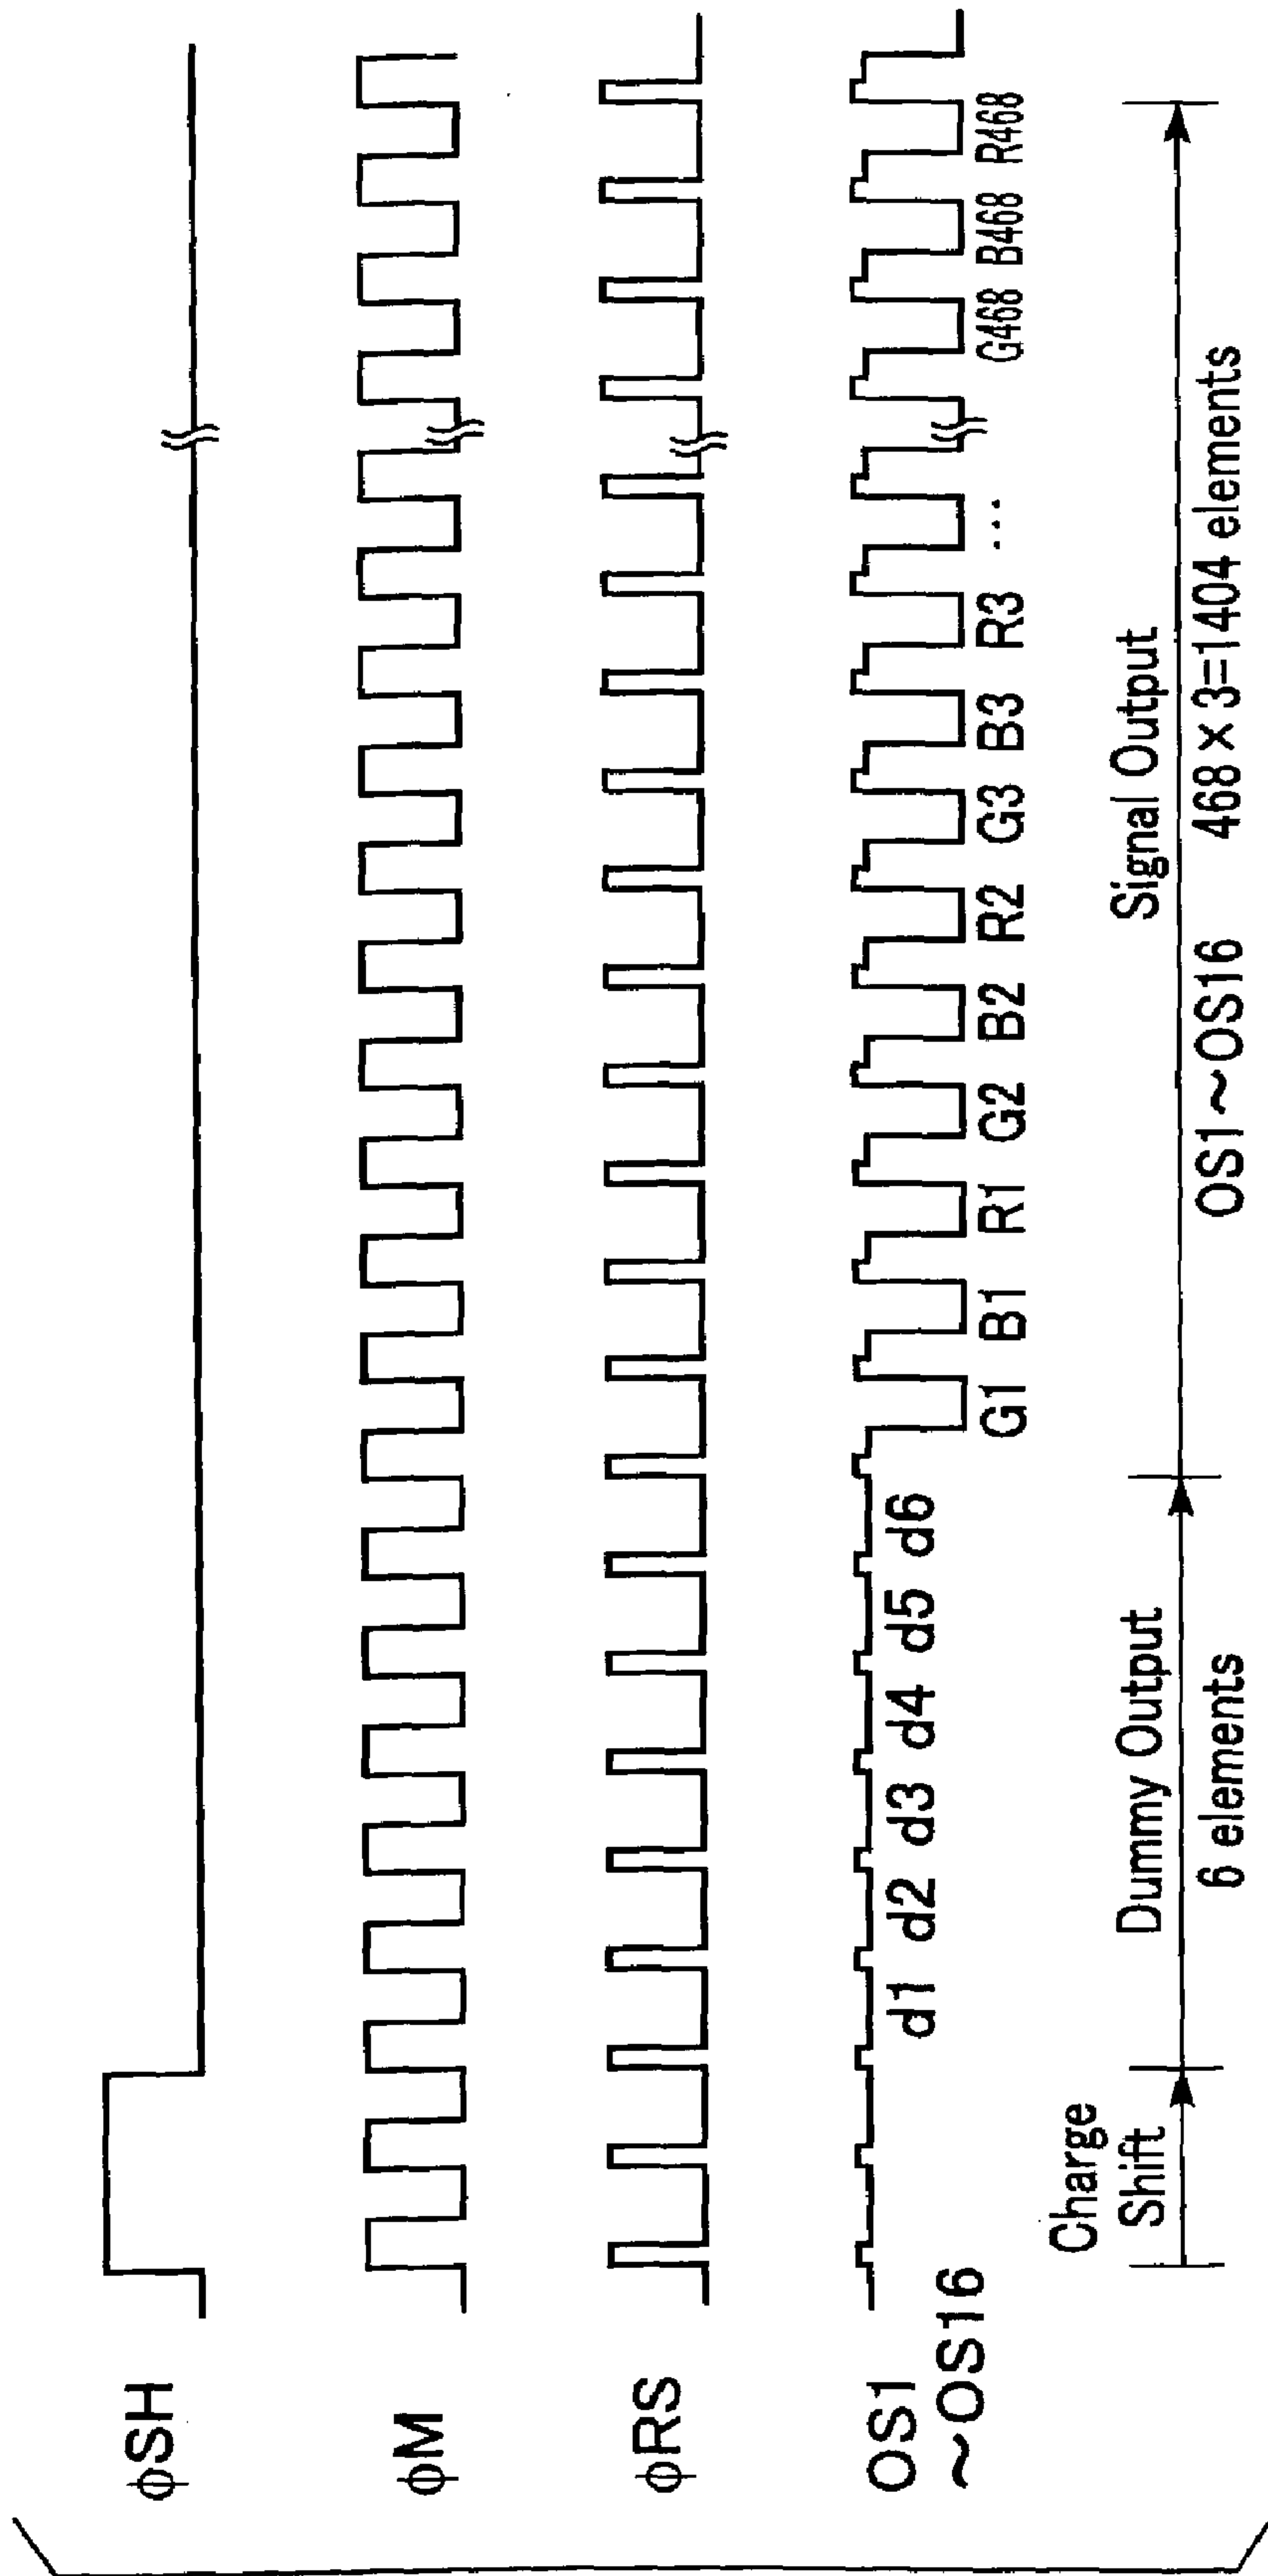 ϕSH
ϕM
ϕRS
OS1
~OS16
d1 d2 d3 d4 d5 d6
G1 B1 R1 G2 B2 R2 G3 B3 R3 ... G468 B468 R468
Charge
Shift
Dummy Output
6 elements
Signal Output
OS1~OS16 468×3=1404 elements